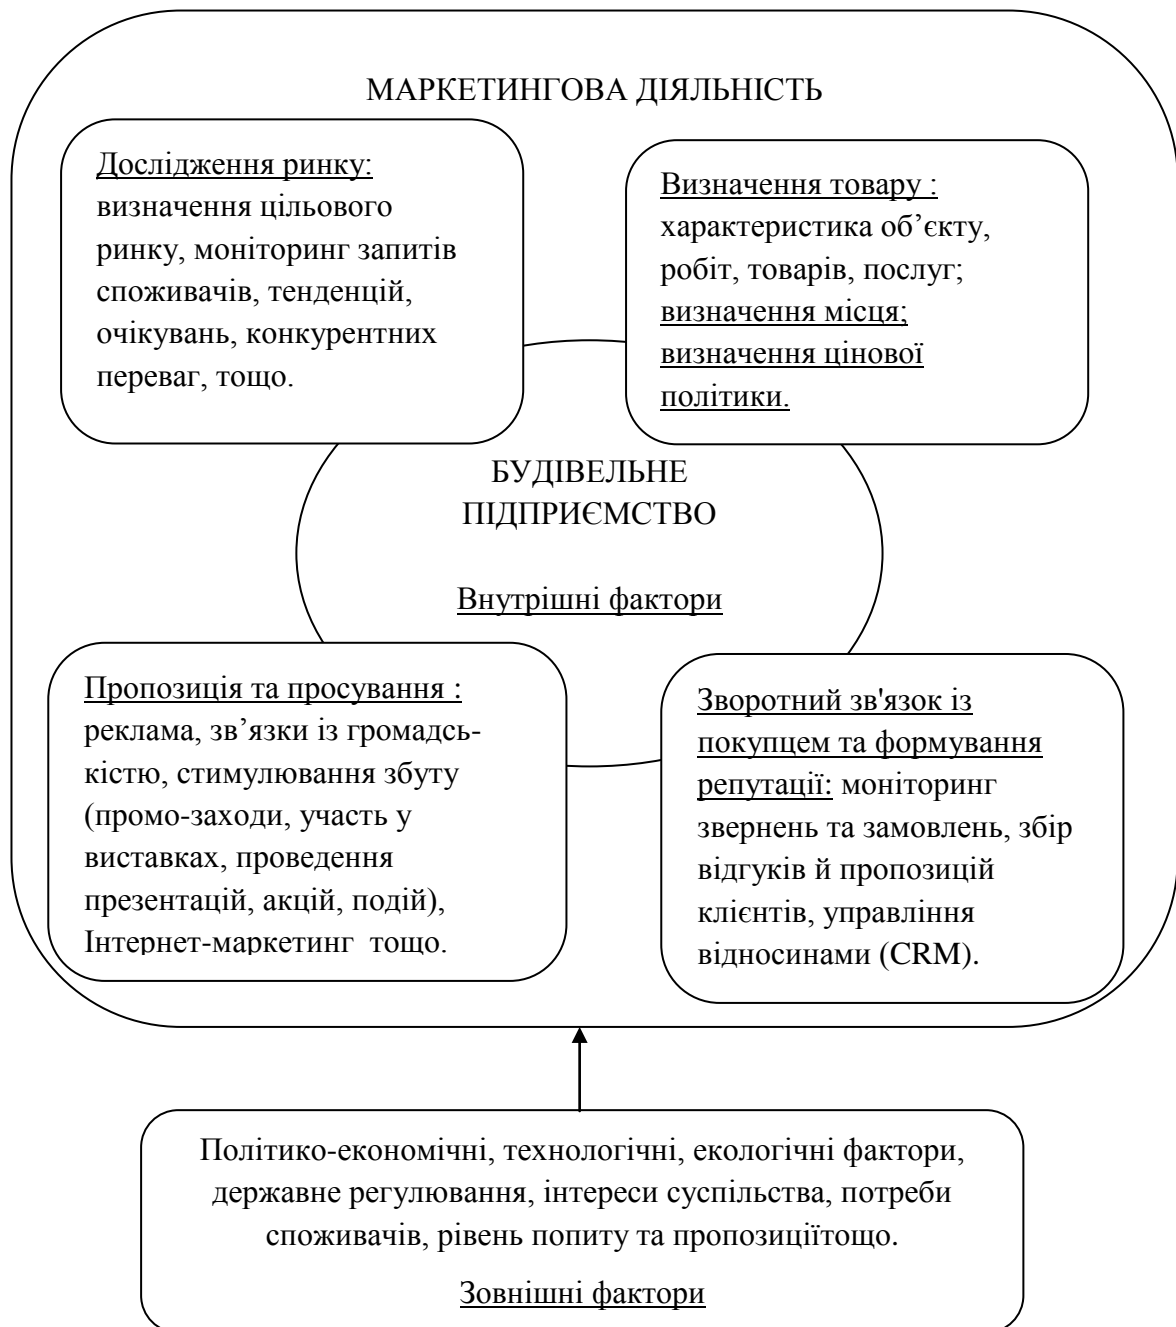 МАРКЕТИНГОВА ДІЯЛЬНІСТЬ
Дослідження ринку:
визначення цільового
ринку, моніторинг запитів
споживачів, тенденцій,
очікувань, конкурентних
переваг, тощо.
Визначення товару :
характеристика об’єкту,
робіт, товарів, послуг;
визначення місця;
визначення цінової
політики.
БУДІВЕЛЬНЕ
ПІДПРИЄМСТВО
Внутрішні фактори
Пропозиція та просування :
реклама, зв’язки із громадсь-
кістю, стимулювання збуту
(промо-заходи, участь у
виставках, проведення
презентацій, акцій, подій),
Інтернет-маркетинг тощо.
Зворотний зв'язок із
покупцем та формування
репутації: моніторинг
звернень та замовлень, збір
відгуків й пропозицій
клієнтів, управління
відносинами (CRM).
Політико-економічні, технологічні, екологічні фактори,
державне регулювання, інтереси суспільства, потреби
споживачів, рівень попиту та пропозиціїтощо.
Зовнішні фактори